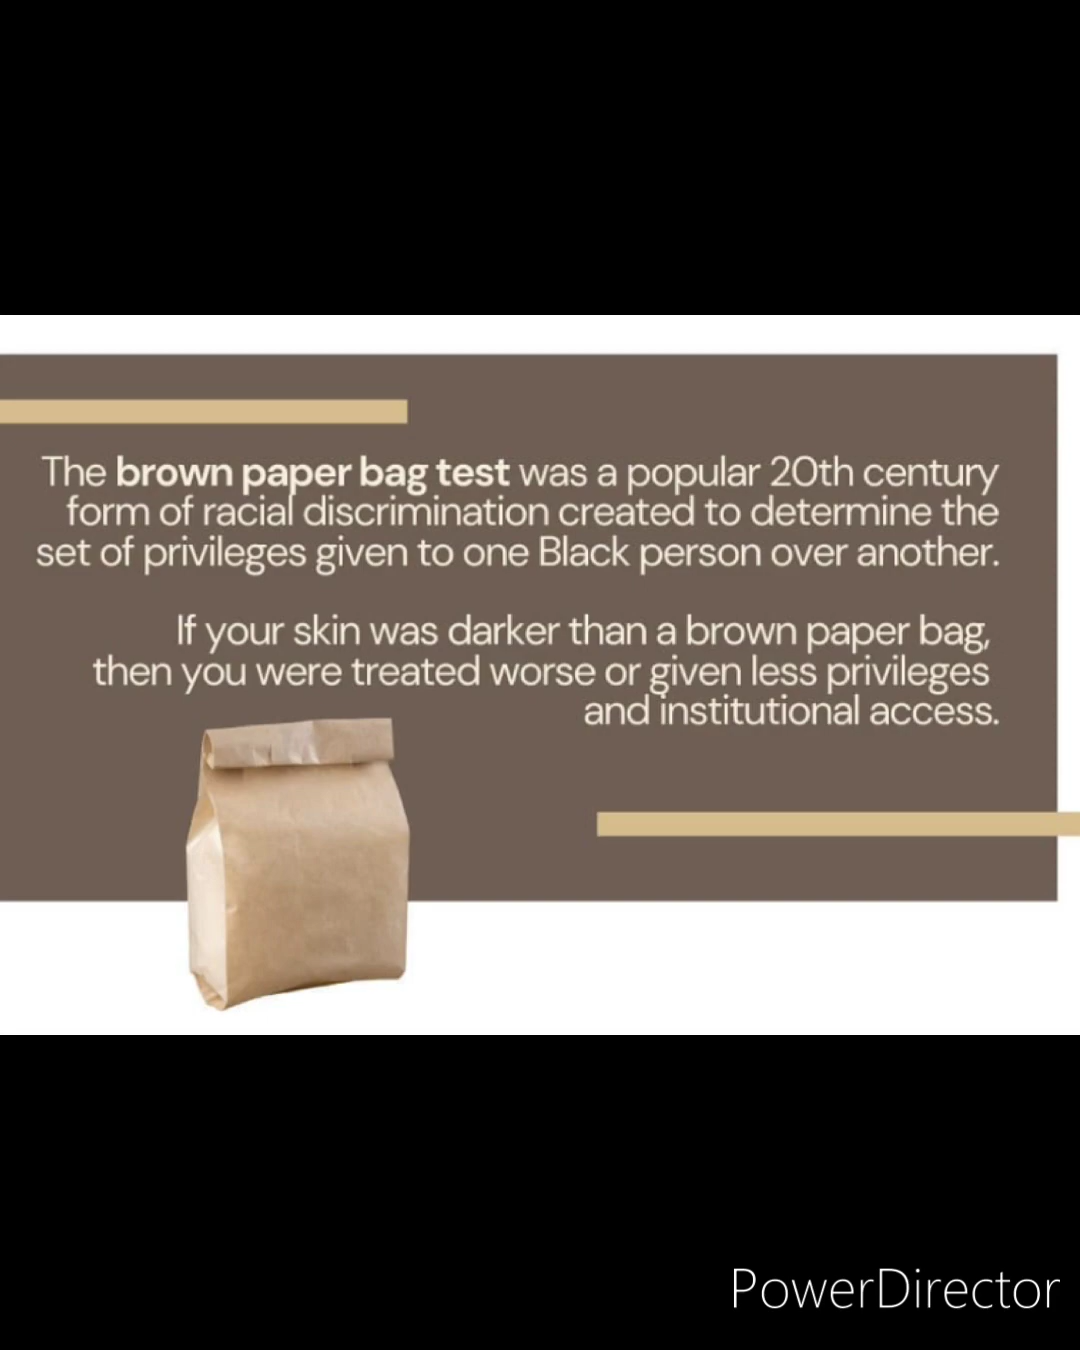 The brown paper bag test was a popular 20th century
form of racial discrimination created to determine the
set of privileges given to one Black person over another.
If your skin was darker than a brown paper bag,
then you were treated worse or given less privileges
and institutional access.
PowerDirector